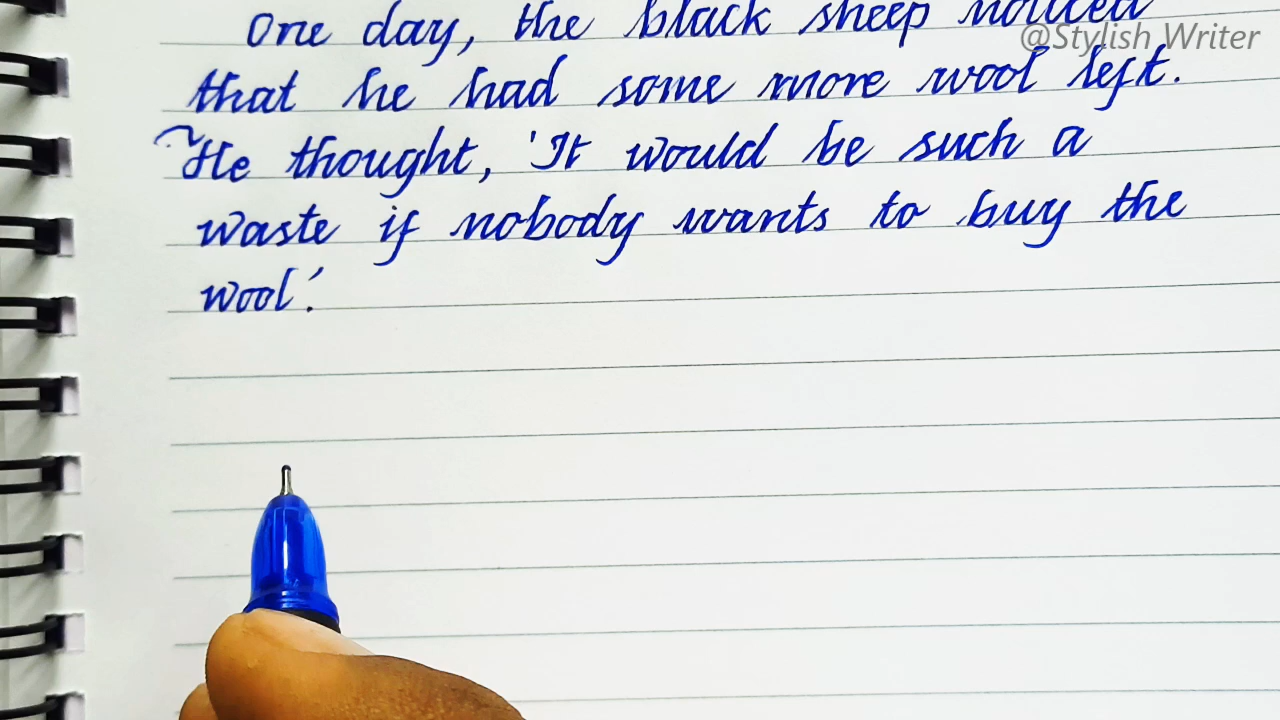 One day, the black sheep noticed
@Stylish Writer
that he had some more wool left.
He thought, 'It would be such a
waste if nobody wants to buy the
wool'.